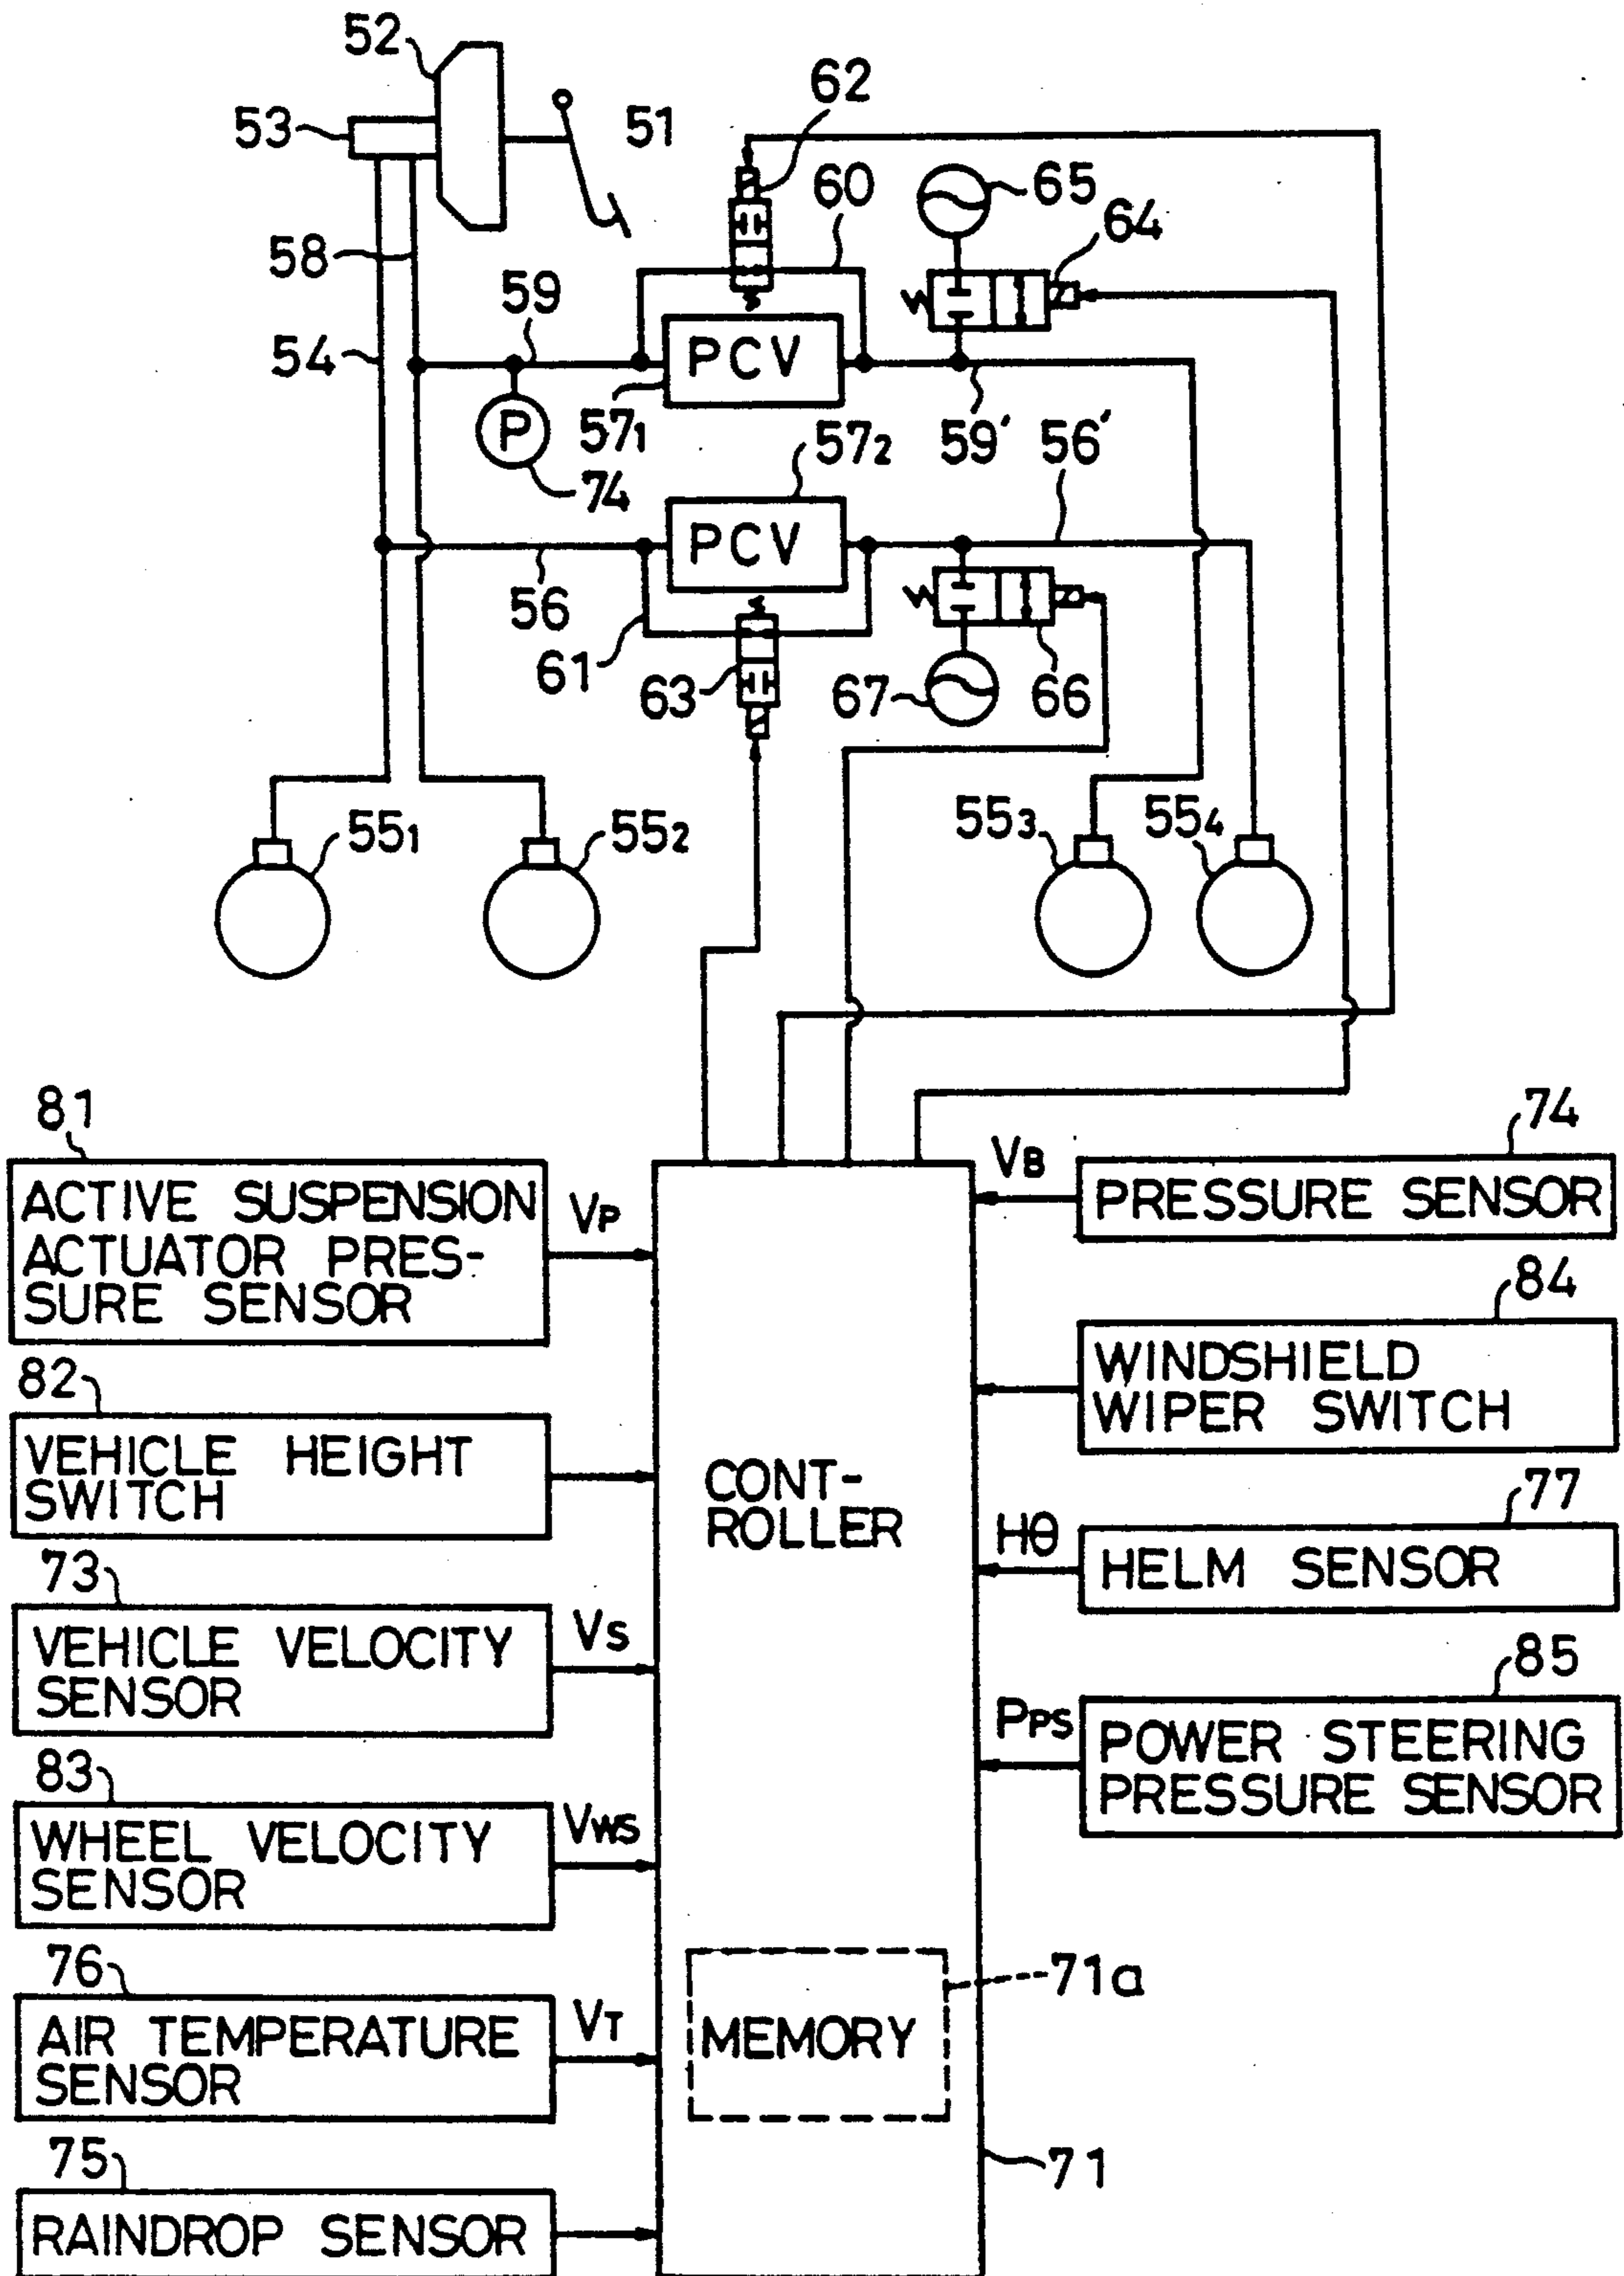 52
53
51
62
60
65
64
58
59
54
PCV
P
57₁
74
57₂
59′
56′
PCV
56
61
63
67
66
55₁
55₂
55₃
55₄
81
ACTIVE SUSPENSION
ACTUATOR PRES-
SURE SENSOR
VP
82
VEHICLE HEIGHT
SWITCH
73
VEHICLE VELOCITY
SENSOR
VS
83
WHEEL VELOCITY
SENSOR
VWS
76
AIR TEMPERATURE
SENSOR
VT
75
RAINDROP SENSOR
CONT-
ROLLER
MEMORY
71a
71
VB
74
PRESSURE SENSOR
84
WINDSHIELD
WIPER SWITCH
77
Hθ
HELM SENSOR
85
PPS
POWER STEERING
PRESSURE SENSOR